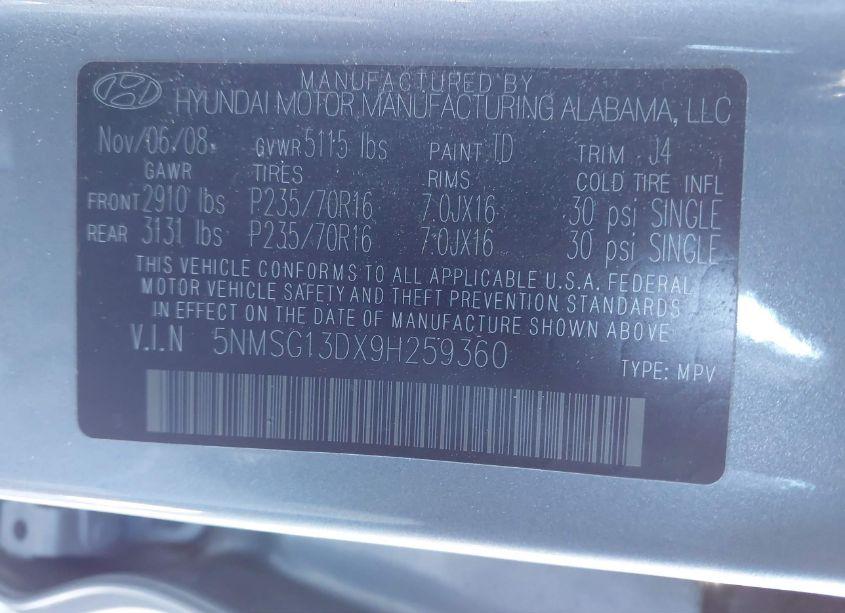 MANUFACTURED BY
HYUNDAI MOTOR MANUFACTURING ALABAMA, LLC
Nov/06/08 GVWR 5115 lbs PAINT TD TRIM J4
GAWR TIRES RIMS COLD TIRE INFL
FRONT 2910 lbs P235/70R16 7.0JX16 30 psi SINGLE
REAR 3131 lbs P235/70R16 7.0JX16 30 psi SINGLE
THIS VEHICLE CONFORMS TO ALL APPLICABLE U.S.A. FEDERAL
MOTOR VEHICLE SAFETY AND THEFT PREVENTION STANDARDS
IN EFFECT ON THE DATE OF MANUFACTURE SHOWN ABOVE.
V.I.N 5NMSG13DX9H259360
TYPE: MPV